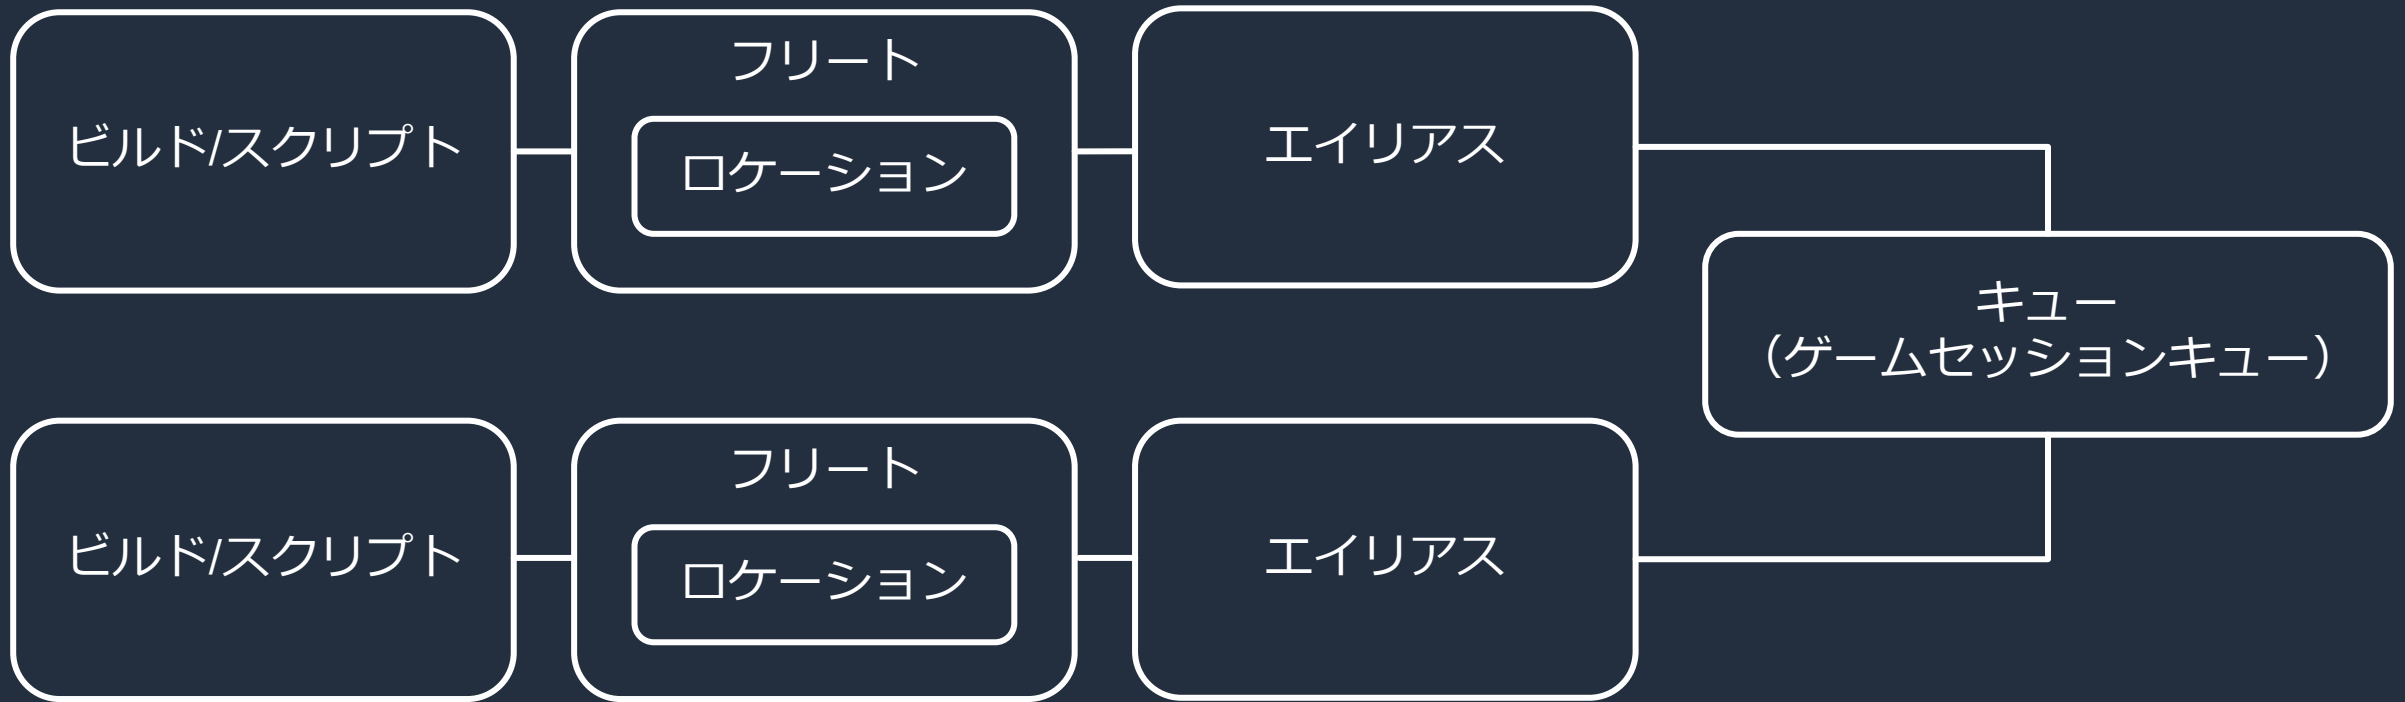 ビルド/スクリプト
フリート
ロケーション
エイリアス
キュー
（ゲームセッションキュー）
ビルド/スクリプト
フリート
ロケーション
エイリアス